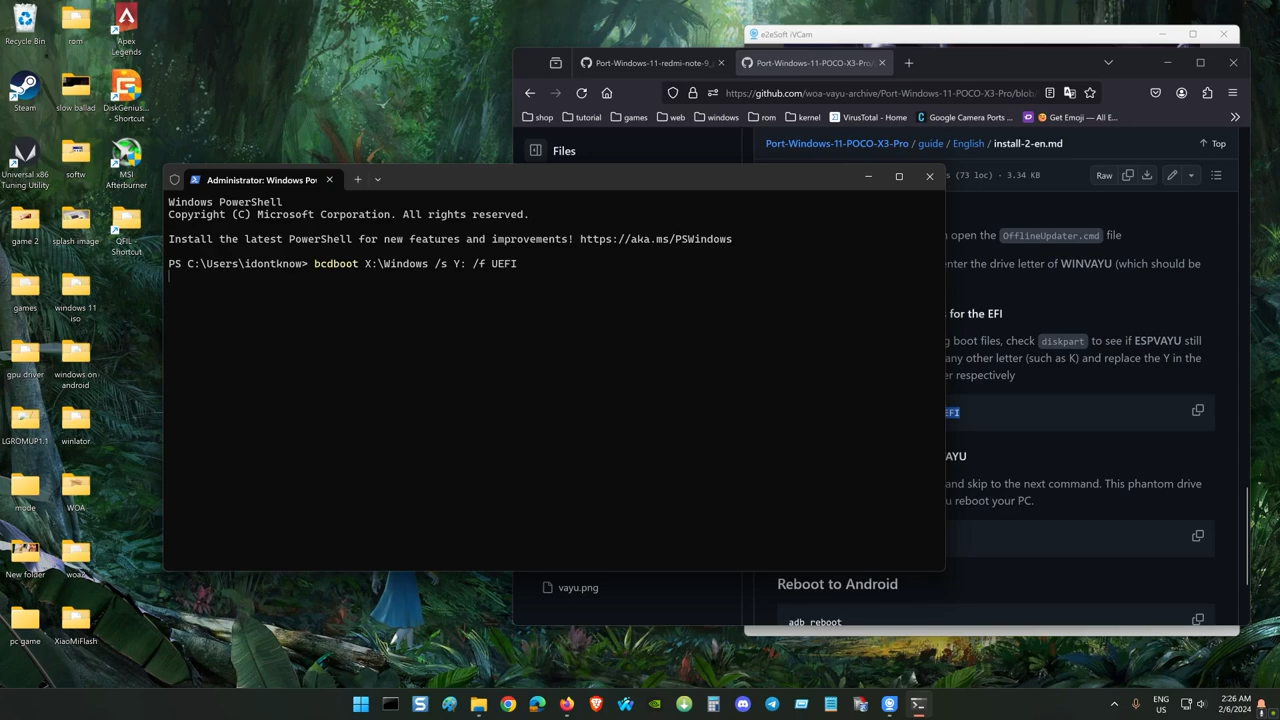 Recycle Bin
rom
Apex Legends
Steam
slow ballad
DiskGenius... - Shortcut
Universal x86 Tuning Utility
softw
MSI Afterburner
game 2
splash image
QFIL - Shortcut
games
windows 11 iso
gpu driver
windows on android
LGROMUP1.1
winlator
mode
WOA
New folder
woaz
pc game
XiaoMiFlash
e2eSoft iVCam
Port-Windows-11-redmi-note-9_
Port-Windows-11-POCO-X3-Pro/
https://github.com/woa-vayu-archive/Port-Windows-11-POCO-X3-Pro/blob
shop
tutorial
games
web
windows
rom
kernel
VirusTotal - Home
Google Camera Ports ...
Get Emoji — All E...
Files
Port-Windows-11-POCO-X3-Pro / guide / English / install-2-en.md
Top
s (73 loc) · 3.34 KB
Raw
n open the OfflineUpdater.cmd file
enter the drive letter of WINVAYU (which should be
for the EFI
g boot files, check diskpart to see if ESPVAYU still
any other letter (such as K) and replace the Y in the
er respectively
EFI
AYU
and skip to the next command. This phantom drive
u reboot your PC.
Reboot to Android
adb reboot
vayu.png
Administrator: Windows Po
Windows PowerShell
Copyright (C) Microsoft Corporation. All rights reserved.
Install the latest PowerShell for new features and improvements! https://aka.ms/PSWindows
PS C:\Users\idontknow> bcdboot X:\Windows /s Y: /f UEFI
ENG
US
2:26 AM
2/6/2024